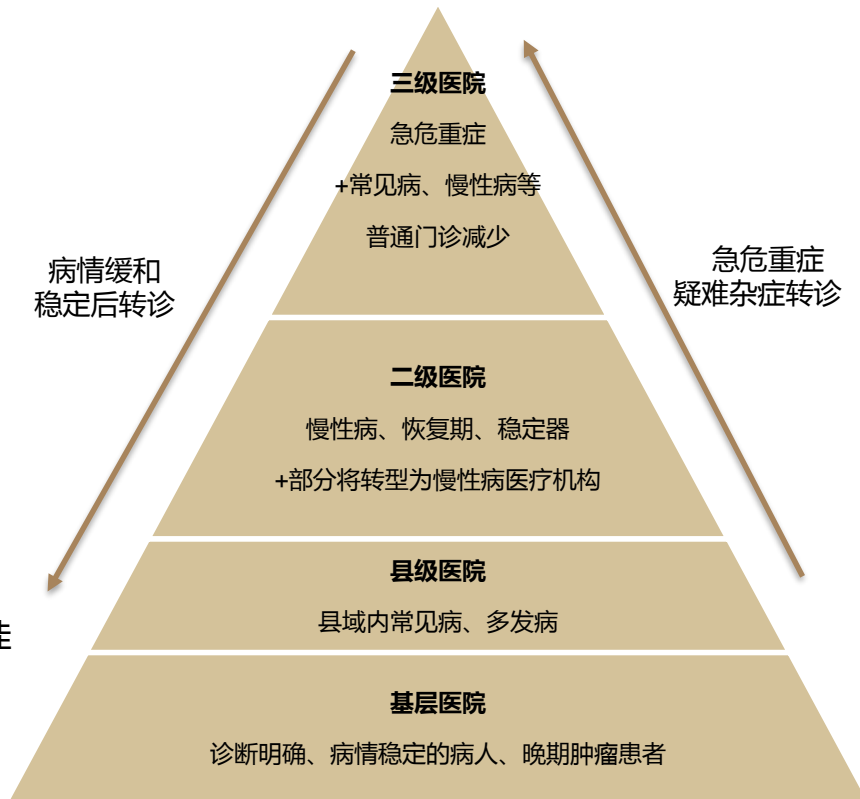 三级医院
急危重症
+常见病、慢性病等
普通门诊减少
病情缓和
稳定后转诊
急危重症
疑难杂症转诊
二级医院
慢性病、恢复期、稳定器
+部分将转型为慢性病医疗机构
县级医院
县域内常见病、多发病
基层医院
诊断明确、病情稳定的病人、晚期肿瘤患者